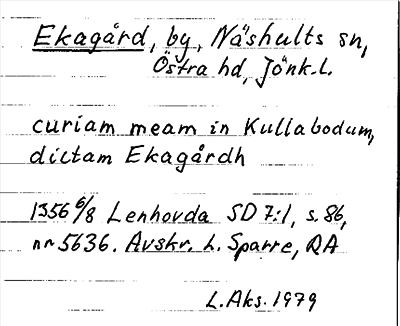 Ekagård, by, Näshults sn,
Östra hd, Jönk.l.
curiam meam in Kullabodum,
dictam Ekagårdh
1356 6/8 Lenhovda SD 7:1, s. 86,
nr 5636. Avskr. h. Sparre, RA
L.Aks. 1979